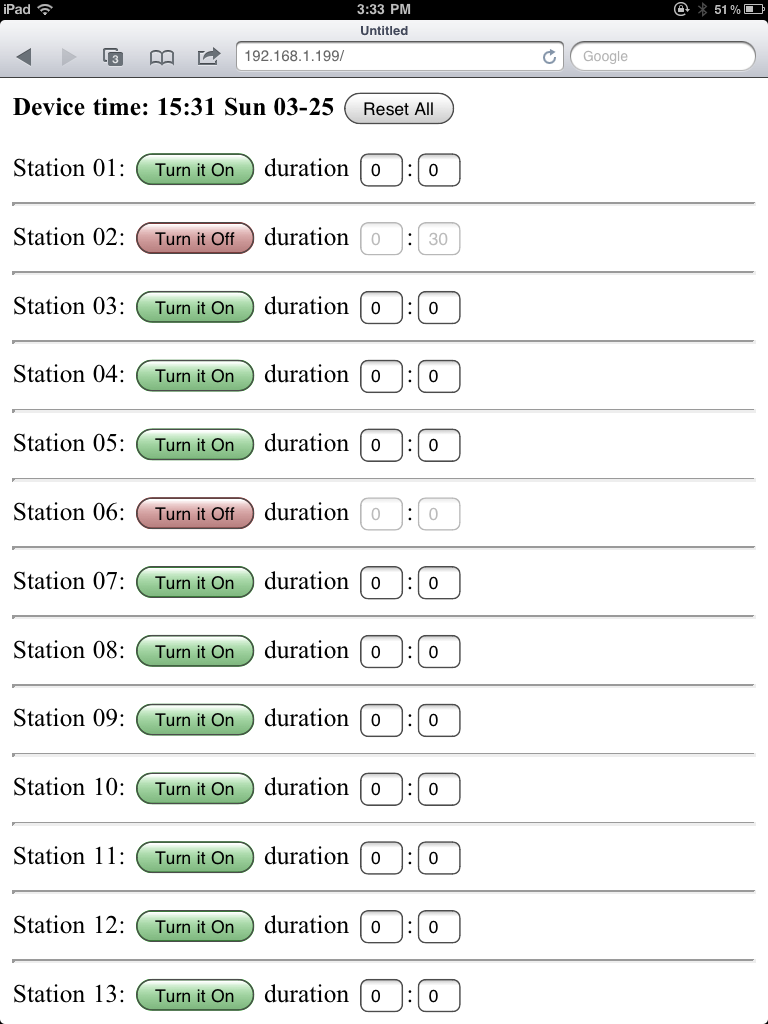 iPad 3:33 PM 51 %
Untitled
3 192.168.1.199/ Google
Device time: 15:31 Sun 03-25 Reset All
Station 01: Turn it On duration 0 : 0
Station 02: Turn it Off duration 0 : 30
Station 03: Turn it On duration 0 : 0
Station 04: Turn it On duration 0 : 0
Station 05: Turn it On duration 0 : 0
Station 06: Turn it Off duration 0 : 0
Station 07: Turn it On duration 0 : 0
Station 08: Turn it On duration 0 : 0
Station 09: Turn it On duration 0 : 0
Station 10: Turn it On duration 0 : 0
Station 11: Turn it On duration 0 : 0
Station 12: Turn it On duration 0 : 0
Station 13: Turn it On duration 0 : 0